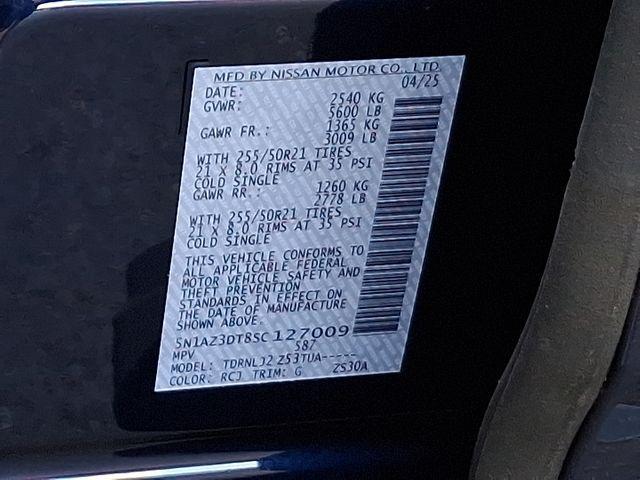 MFD BY NISSAN MOTOR CO., LTD.
DATE: 04/25
GVWR: 2540 KG
5600 LB
GAWR FR.: 1365 KG
3009 LB
WITH 255/50R21 TIRES
21 X 8.0 RIMS AT 35 PSI
COLD SINGLE
GAWR RR.: 1260 KG
2778 LB
WITH 255/50R21 TIRES
21 X 8.0 RIMS AT 35 PSI
COLD SINGLE
THIS VEHICLE CONFORMS TO
ALL APPLICABLE FEDERAL
MOTOR VEHICLE SAFETY AND
THEFT PREVENTION
STANDARDS IN EFFECT ON
THE DATE OF MANUFACTURE
SHOWN ABOVE.
5N1AZ3DT8SC 127009
MPV 587
MODEL: TDRNLJ2 Z53TUA-----
COLOR: RCJ TRIM: G ZS30A